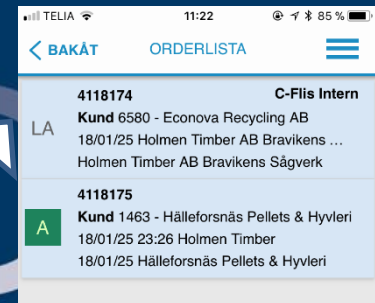 TELIA 11:22 85 %
BAKÅT ORDERLISTA
4118174 C-Flis Intern
LA Kund 6580 - Econova Recycling AB
18/01/25 Holmen Timber AB Bravikens ...
Holmen Timber AB Bravikens Sågverk
4118175
A Kund 1463 - Hälleforsnäs Pellets & Hyvleri
18/01/25 23:26 Holmen Timber
18/01/25 Hälleforsnäs Pellets & Hyvleri